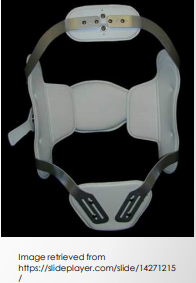 Image retrieved from
https://slideplayer.com/slide/14271215
/